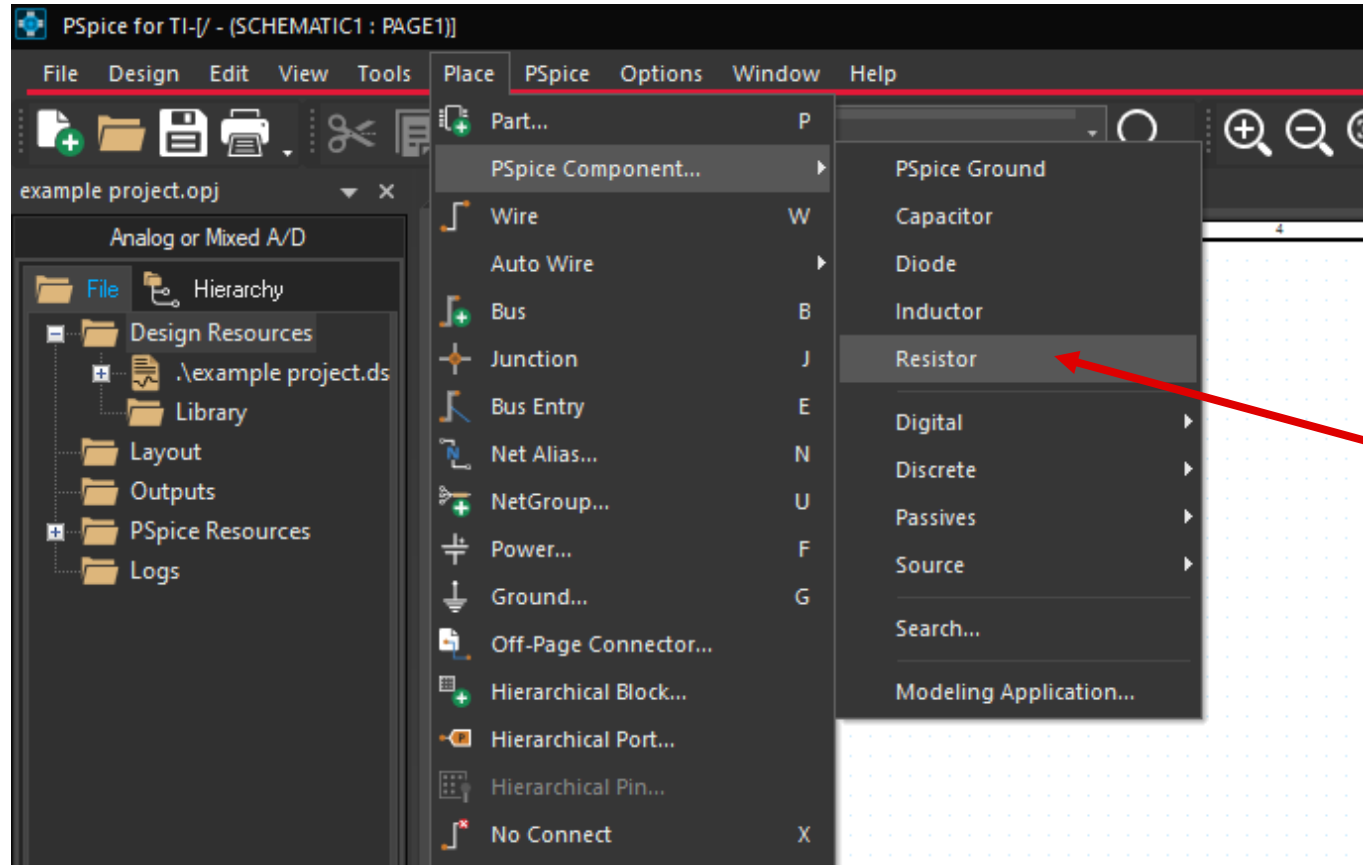 PSpice for TI-[/ - (SCHEMATIC1 : PAGE1)]
File Design Edit View Tools Place PSpice Options Window Help
example project.opj
Analog or Mixed A/D
File Hierarchy
Design Resources
.\example project.ds
Library
Layout
Outputs
PSpice Resources
Logs
Part... P
PSpice Component...
Wire W
Auto Wire
Bus B
Junction J
Bus Entry E
Net Alias... N
NetGroup... U
Power... F
Ground... G
Off-Page Connector...
Hierarchical Block...
Hierarchical Port...
Hierarchical Pin...
No Connect X
PSpice Ground
Capacitor
Diode
Inductor
Resistor
Digital
Discrete
Passives
Source
Search...
Modeling Application...
4